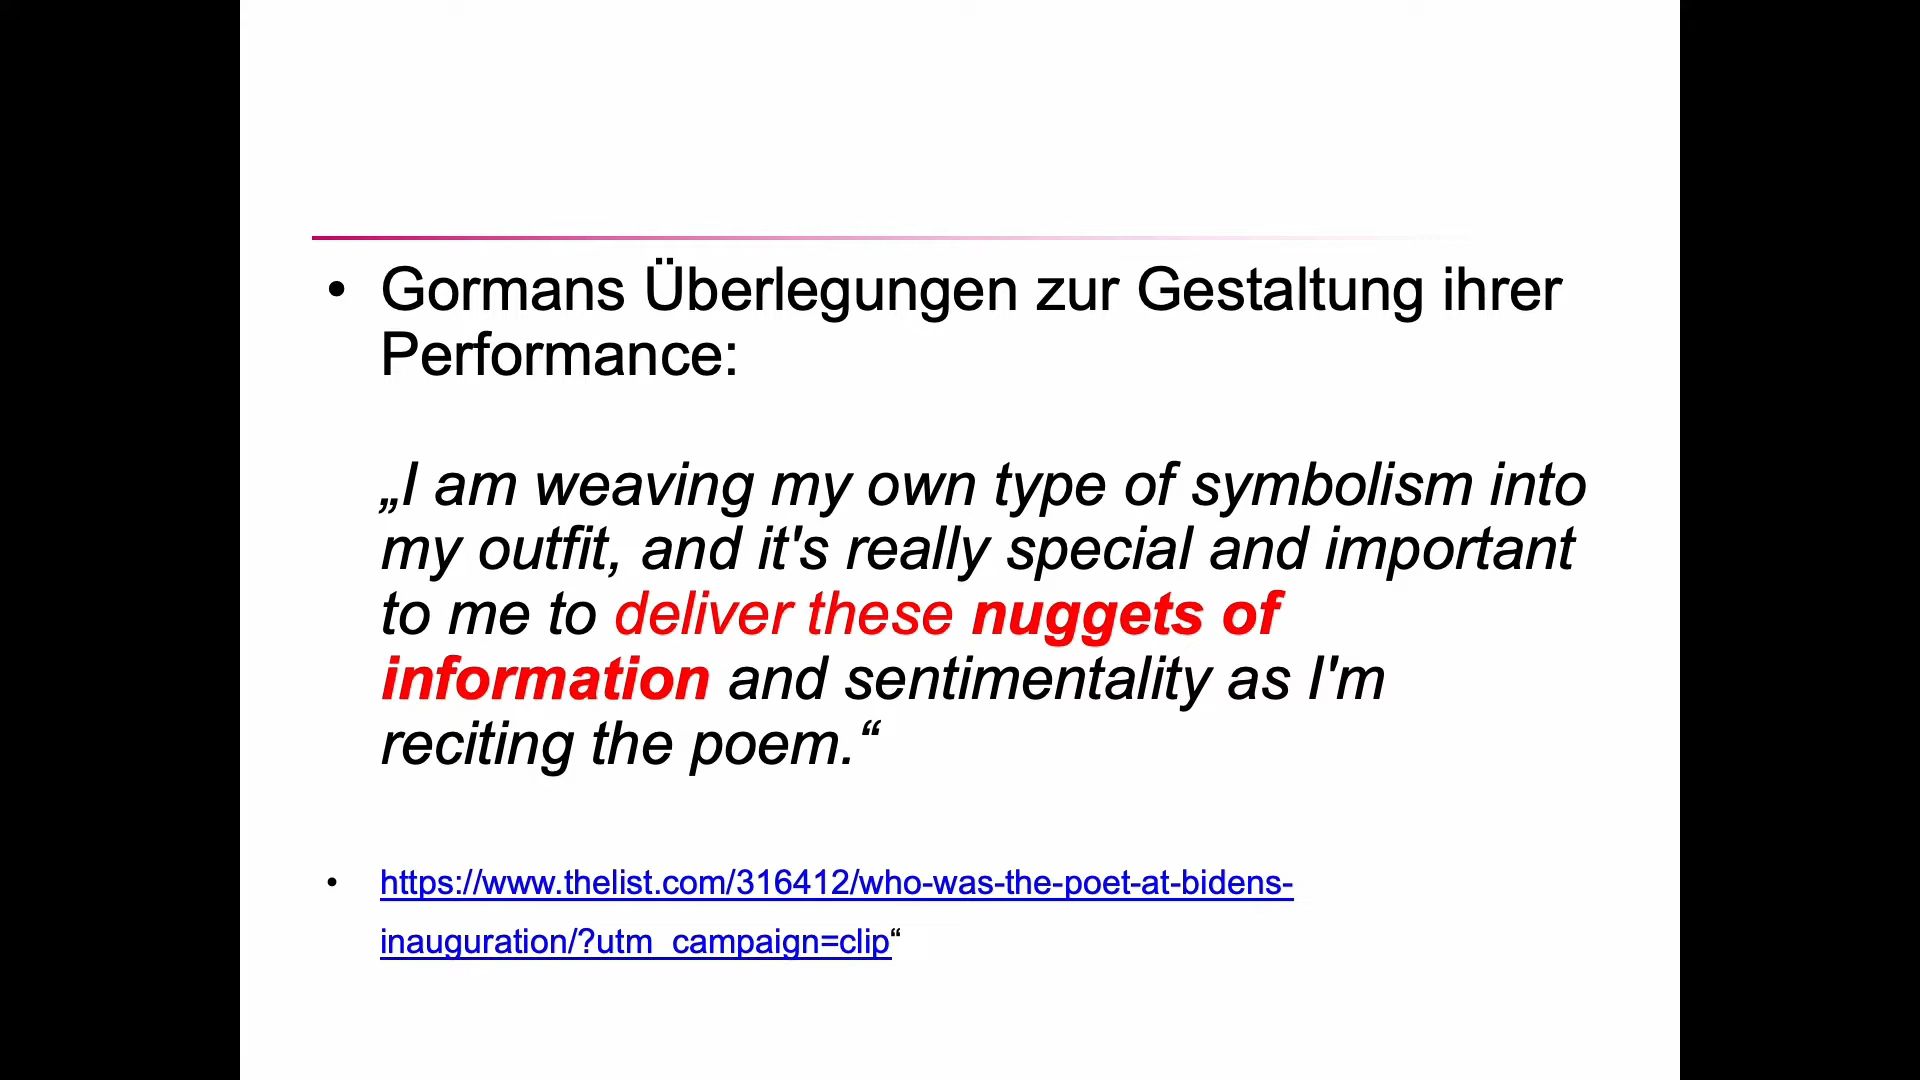 • Gormans Überlegungen zur Gestaltung ihrer
Performance:
„I am weaving my own type of symbolism into
my outfit, and it's really special and important
to me to deliver these nuggets of
information and sentimentality as I'm
reciting the poem.“
• https://www.thelist.com/316412/who-was-the-poet-at-bidens-
inauguration/?utm_campaign=clip“